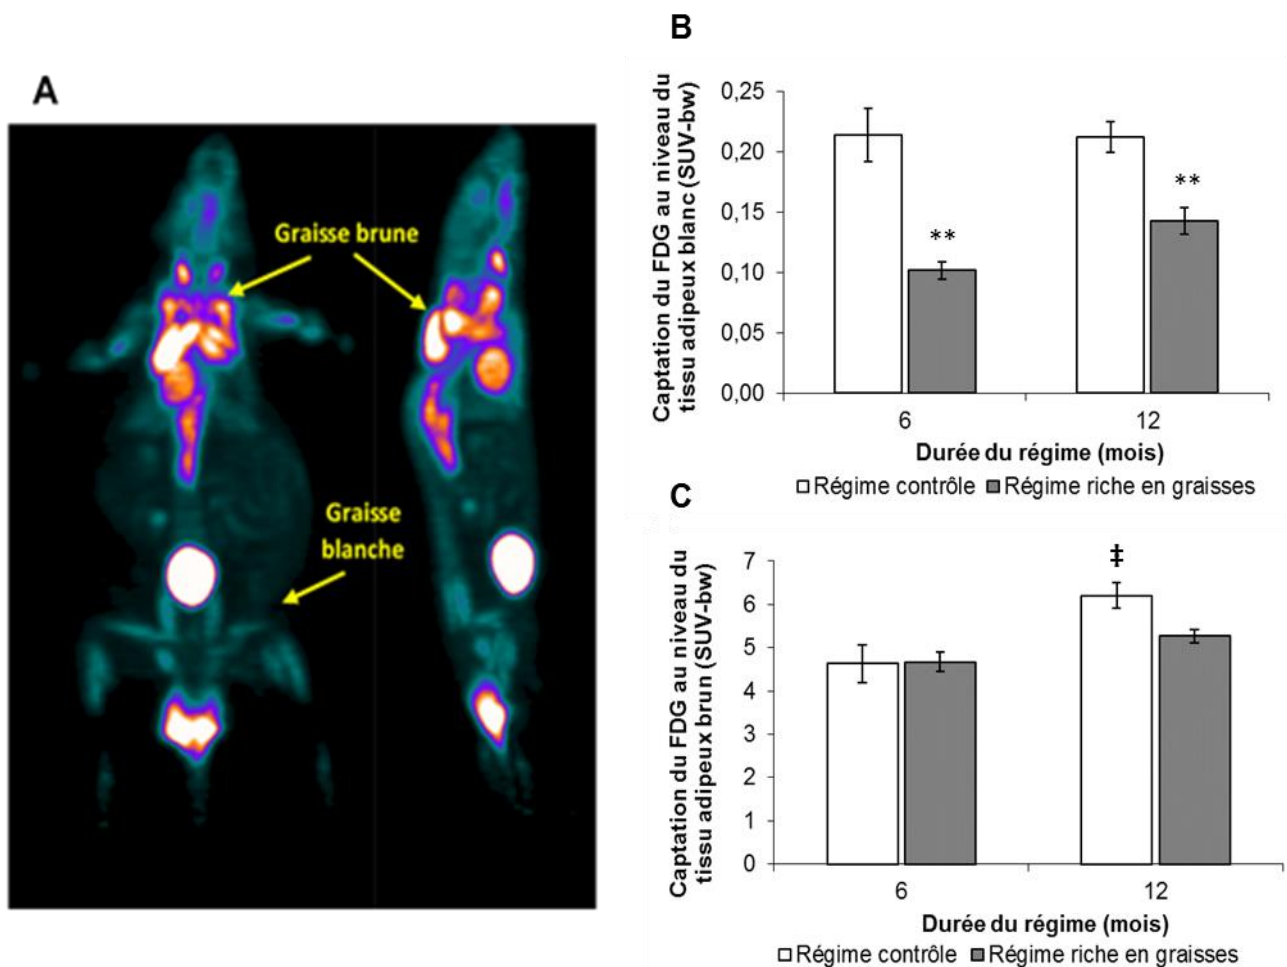 A
Graisse brune
Graisse
blanche
B
Captation du FDG au niveau du
tissu adipeux blanc (SUV-bw)
0,25
0,20
0,15
0,10
0,05
0,00
**
**
6
12
Durée du régime (mois)
Régime contrôle
Régime riche en graisses
C
Captation du FDG au niveau du
tissu adipeux brun (SUV-bw)
7
6
5
4
3
2
1
0
‡
6
12
Durée du régime (mois)
Régime contrôle
Régime riche en graisses